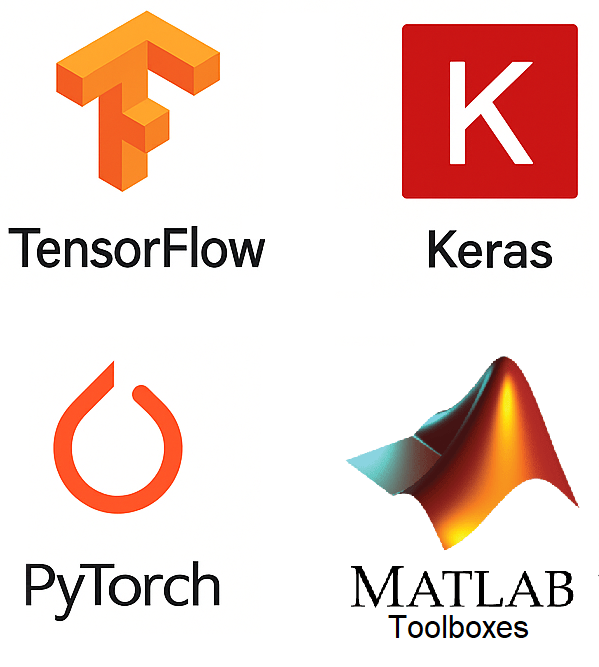 K
TensorFlow
Keras
PyTorch
MATLAB
Toolboxes